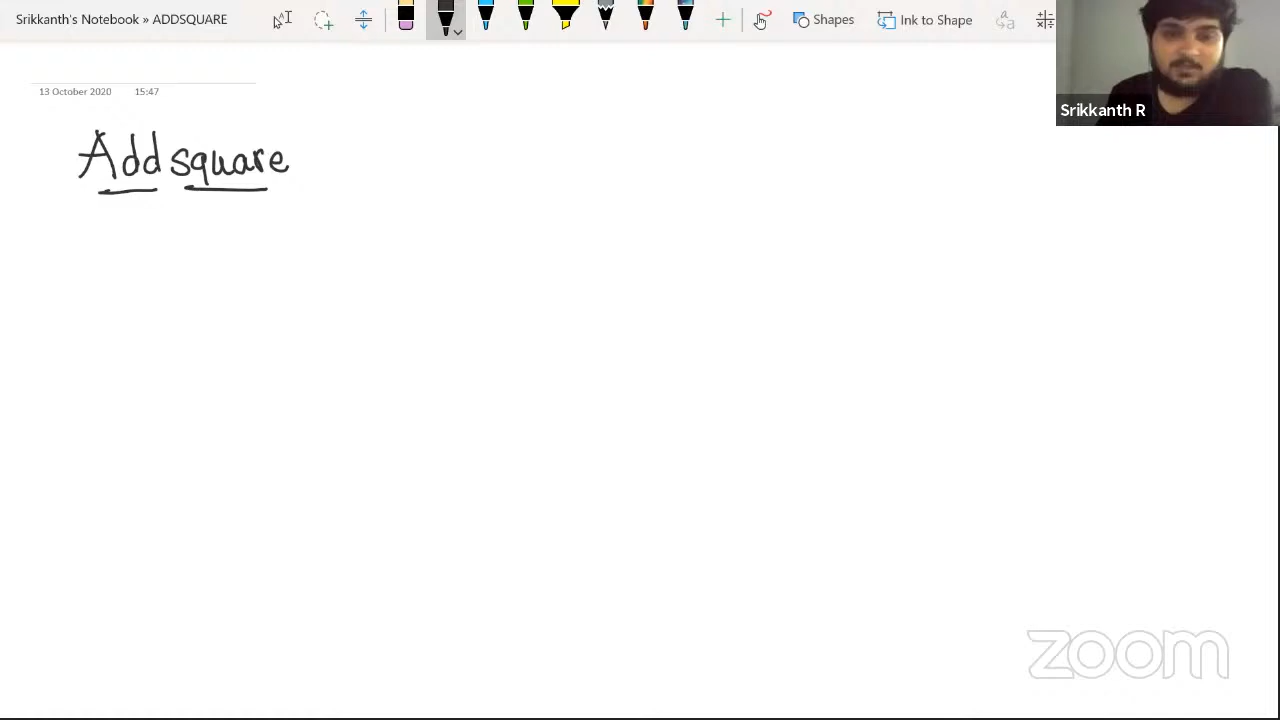 Srikkanth's Notebook » ADDSQUARE
Shapes
Ink to Shape
Srikkanth R
13 October 2020 15:47
Add square
zoom